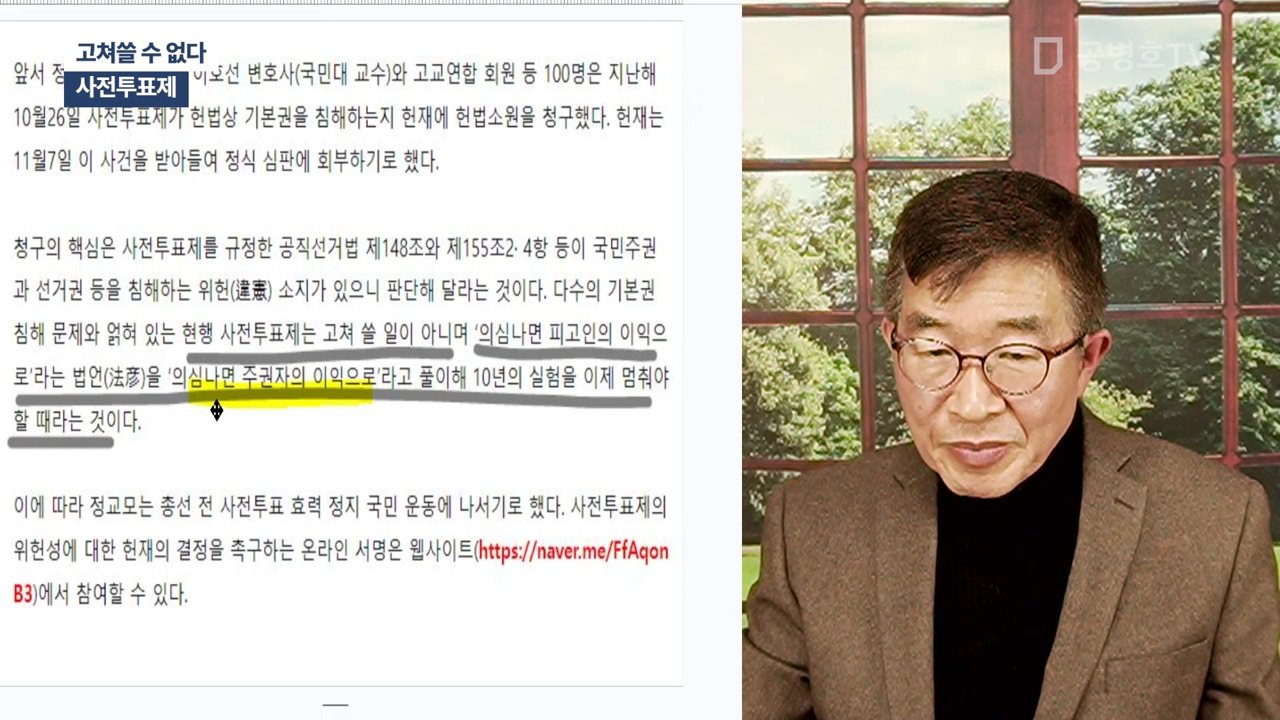 고쳐쓸 수 없다
사전투표제
공병호TV
앞서 정 이호선 변호사(국민대 교수)와 고교연합 회원 등 100명은 지난해
10월26일 사전투표제가 헌법상 기본권을 침해하는지 헌재에 헌법소원을 청구했다. 헌재는
11월7일 이 사건을 받아들여 정식 심판에 회부하기로 했다.
청구의 핵심은 사전투표제를 규정한 공직선거법 제148조와 제155조2· 4항 등이 국민주권
과 선거권 등을 침해하는 위헌(違憲) 소지가 있으니 판단해 달라는 것이다. 다수의 기본권
침해 문제와 얽혀 있는 현행 사전투표제는 고쳐 쓸 일이 아니며 '의심나면 피고인의 이익으
로'라는 법언(法彦)을 '의심나면 주권자의 이익으로'라고 풀이해 10년의 실험을 이제 멈춰야
할 때라는 것이다.
이에 따라 정교모는 총선 전 사전투표 효력 정지 국민 운동에 나서기로 했다. 사전투표제의
위헌성에 대한 헌재의 결정을 촉구하는 온라인 서명은 웹사이트(https://naver.me/FfAqon
B3)에서 참여할 수 있다.